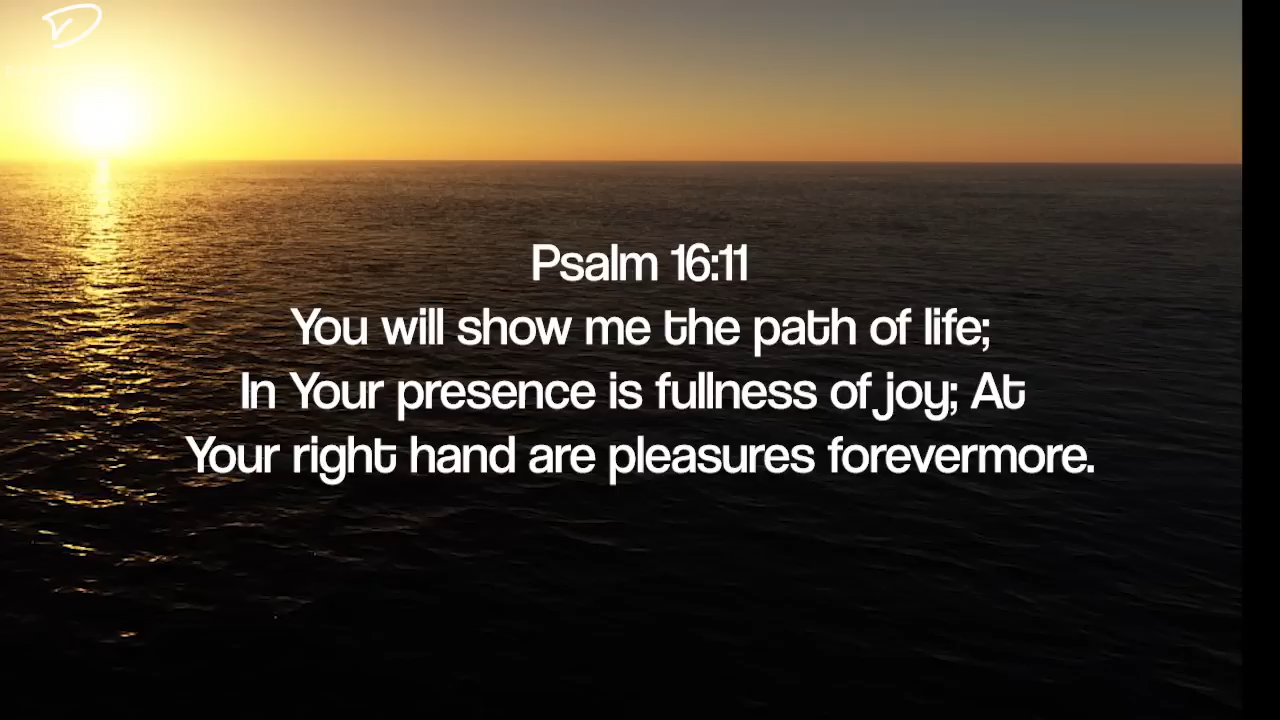 Psalm 16:11
You will show me the path of life;
In Your presence is fullness of joy; At
Your right hand are pleasures forevermore.